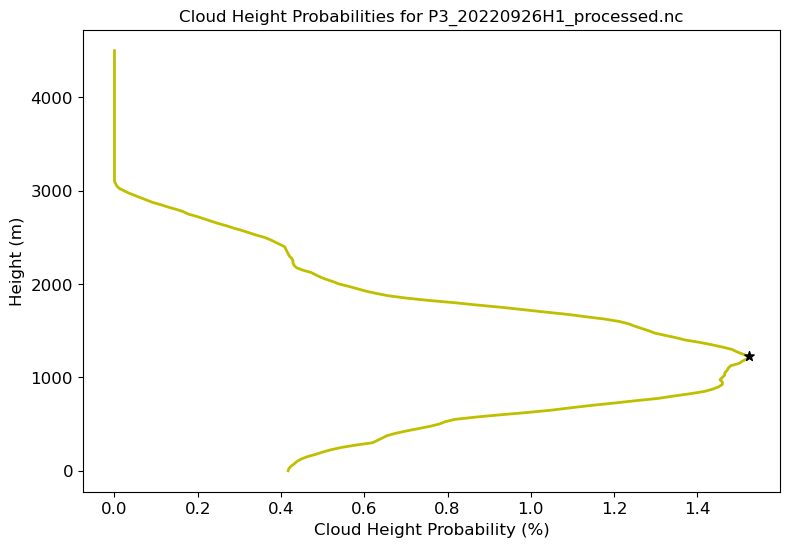 Cloud Height Probabilities for P3_20220926H1_processed.nc
4000
3000
2000
1000
0
Height (m)
0.0 0.2 0.4 0.6 0.8 1.0 1.2 1.4
Cloud Height Probability (%)